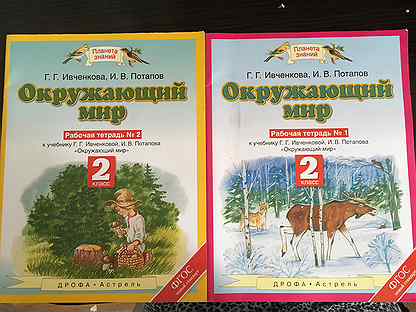 Планета
знаний
Г. Г. Ивченкова, И. В. Потапов
Окружающий
мир
Рабочая тетрадь № 2
к учебнику Г. Г. Ивченковой, И. В. Потапова
«Окружающий мир»
2
класс
ФГОС
ДРОФА • Астрель
Планета
знаний
Г. Г. Ивченкова, И. В. Потапов
Окружающий
мир
Рабочая тетрадь № 1
к учебнику Г. Г. Ивченковой, И. В. Потапова
«Окружающий мир»
2
класс
ФГОС
ДРОФА • Астрель